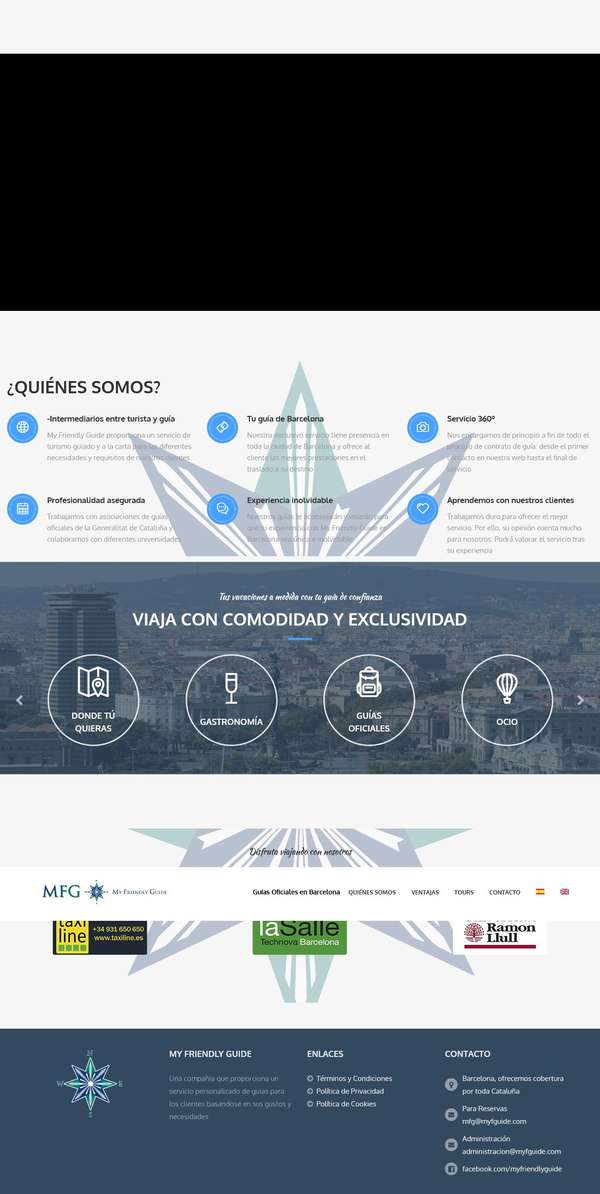 ¿QUIÉNES SOMOS?
-Intermediarios entre turista y guía
My Friendly Guide proporciona un servicio de
turismo guiado y a la carta para las diferentes
necesidades y requisitos de nuestros clientes
Tu guía de Barcelona
Nuestro exclusivo servicio tiene presencia en
toda la ciudad de Barcelona y ofrece al
cliente las mejores prestaciones en el
traslado a su destino
Servicio 360º
Nos encargamos de principio a fin de todo el
proceso de contrato de guía: desde el primer
contacto en nuestra web hasta el final de
servicio
Profesionalidad asegurada
Trabajamos con asociaciones de guías
oficiales de la Generalitat de Cataluña y
colaboramos con diferentes universidades
Experiencia inolvidable
Nuestros guías le aconsejarán y velarán para
que tu experiencia con My Friendly Guide en
Barcelona sea única e inolvidable
Aprendemos con nuestros clientes
Trabajamos duro para ofrecer el mejor
servicio. Por ello, su opinión cuenta mucho
para nosotros. Podrá valorar el servicio tras
su experiencia
Tus vacaciones a medida con tu guía de confianza
VIAJA CON COMODIDAD Y EXCLUSIVIDAD
DONDE TÚ
QUIERAS
GASTRONOMÍA
GUÍAS
OFICIALES
OCIO
Disfruta viajando con nosotros
MFG MY FRIENDLY GUIDE
Guías Oficiales en Barcelona QUIÉNES SOMOS VENTAJAS TOURS CONTACTO
taxi
line
+34 931 650 650
www.taxiline.es
laSalle
Technova Barcelona
Ramon
Llull
N
W E
S
MY FRIENDLY GUIDE
Una compañía que proporciona un
servicio personalizado de guías para
los clientes basandose en sus gustos y
necesidades
ENLACES
Términos y Condiciones
Política de Privacidad
Política de Cookies
CONTACTO
Barcelona, ofrecemos cobertura
por toda Cataluña
Para Reservas
mfg@myfguide.com
Administración
administracion@myfguide.com
facebook.com/myfriendlyguide